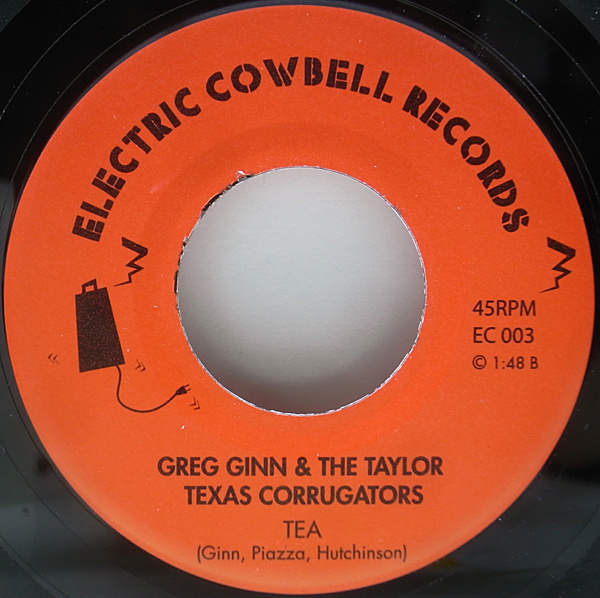 ELECTRIC COWBELL RECORDS
45RPM
EC 003
© 1:48 B
GREG GINN & THE TAYLOR
TEXAS CORRUGATORS
TEA
(Ginn, Piazza, Hutchinson)